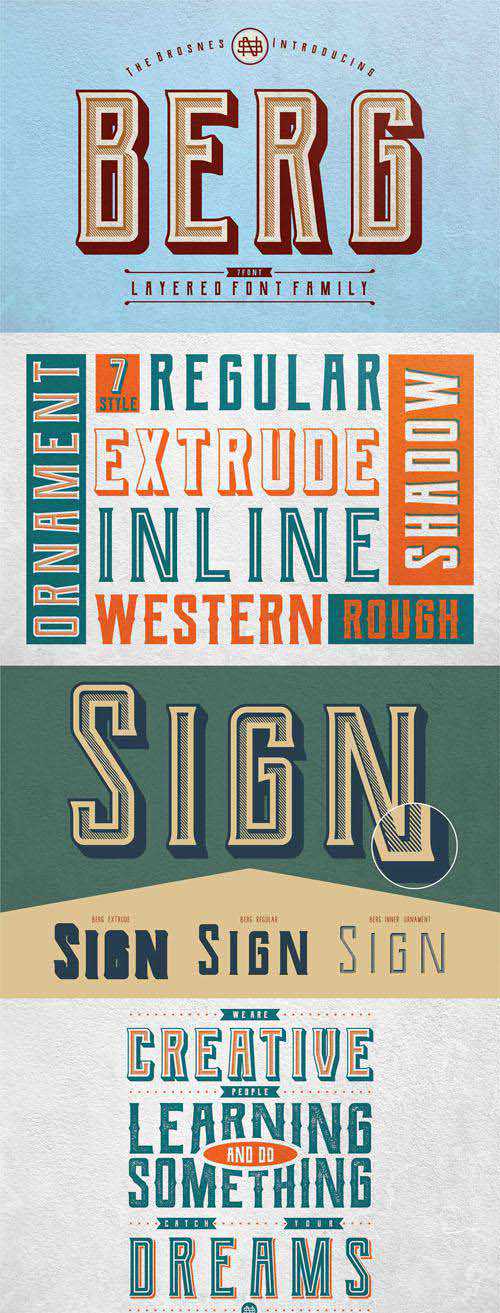 THE BROSNES INTRODUCING
BERG
7 FONT
LAYERED FONT FAMILY
ORNAMENT
7
STYLE
REGULAR
EXTRUDE
INLINE
WESTERN
ROUGH
SHADOW
SIGN
BERG EXTRUDE
BERG REGULAR
BERG INNER ORNAMENT
SIGN SIGN SIGN
WE ARE
CREATIVE
PEOPLE
LEARNING
AND DO
SOMETHING
CATCH YOUR
DREAMS